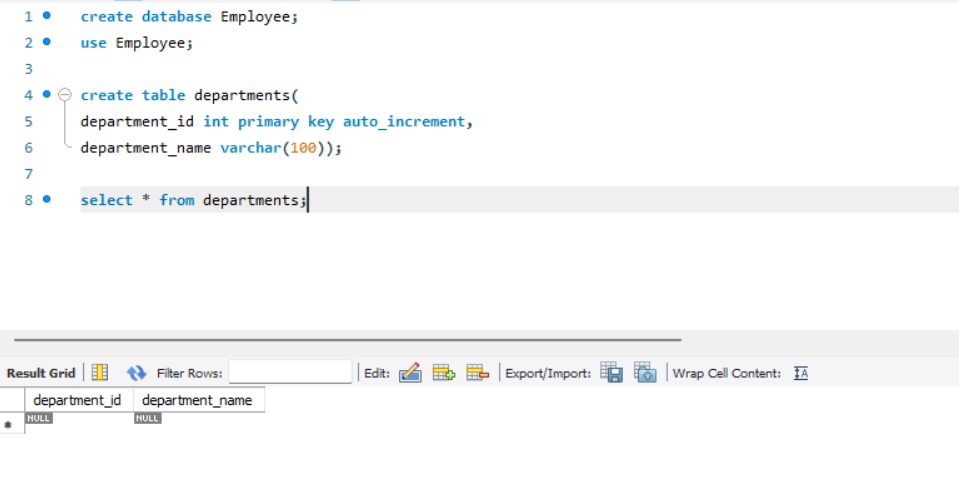 1 create database Employee;
2 use Employee;
3
4 create table departments(
5 department_id int primary key auto_increment,
6 department_name varchar(100));
7
8 select * from departments;
Result Grid Filter Rows: Edit: Export/Import: Wrap Cell Content: IA
department_id department_name
* NULL NULL